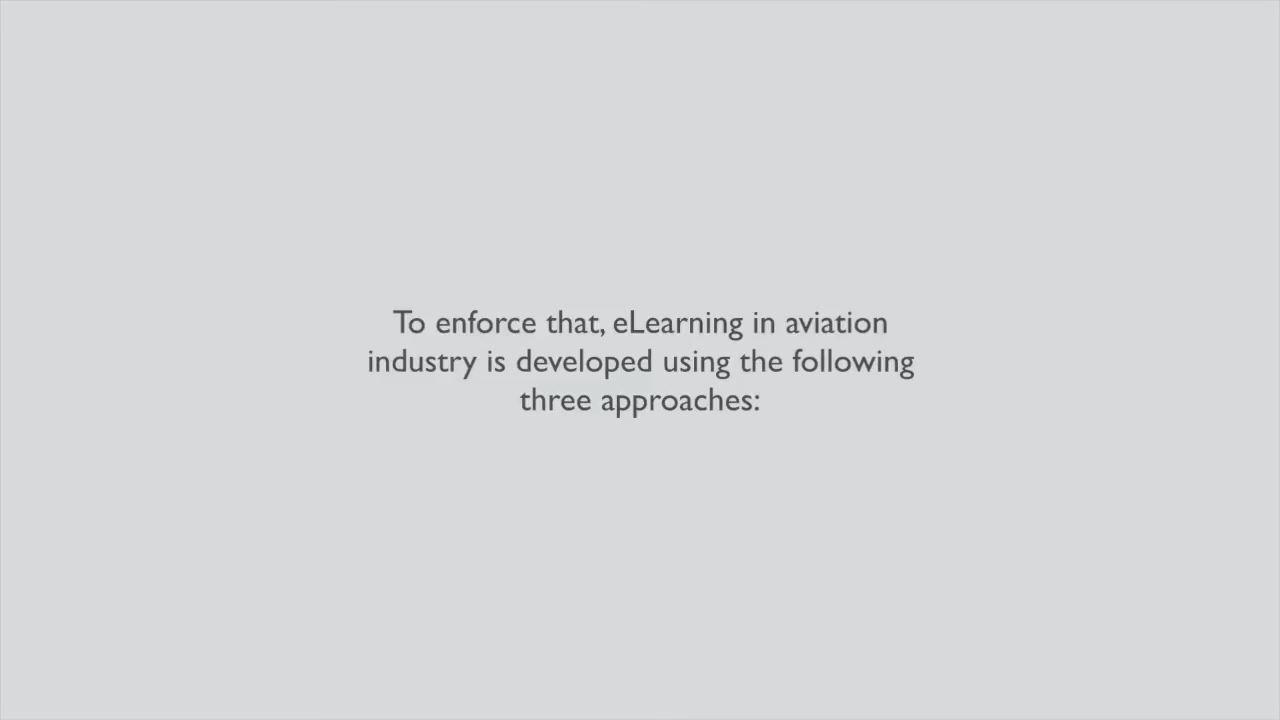 To enforce that, eLearning in aviation
industry is developed using the following
three approaches: